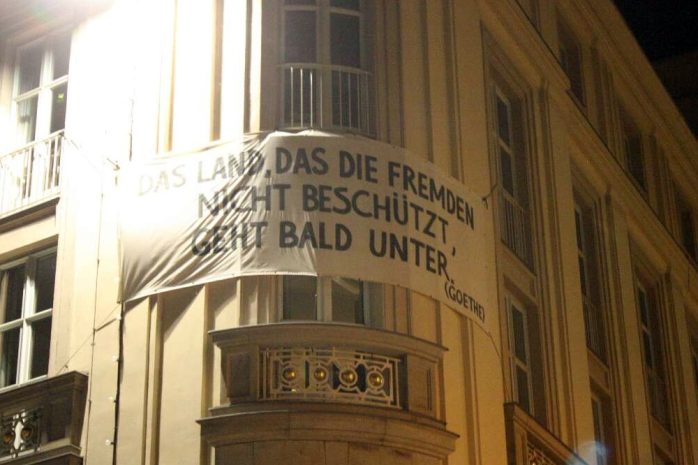 DAS LAND, DAS DIE FREMDEN
NICHT BESCHÜTZT,
GEHT BALD UNTER.
(GOETHE)